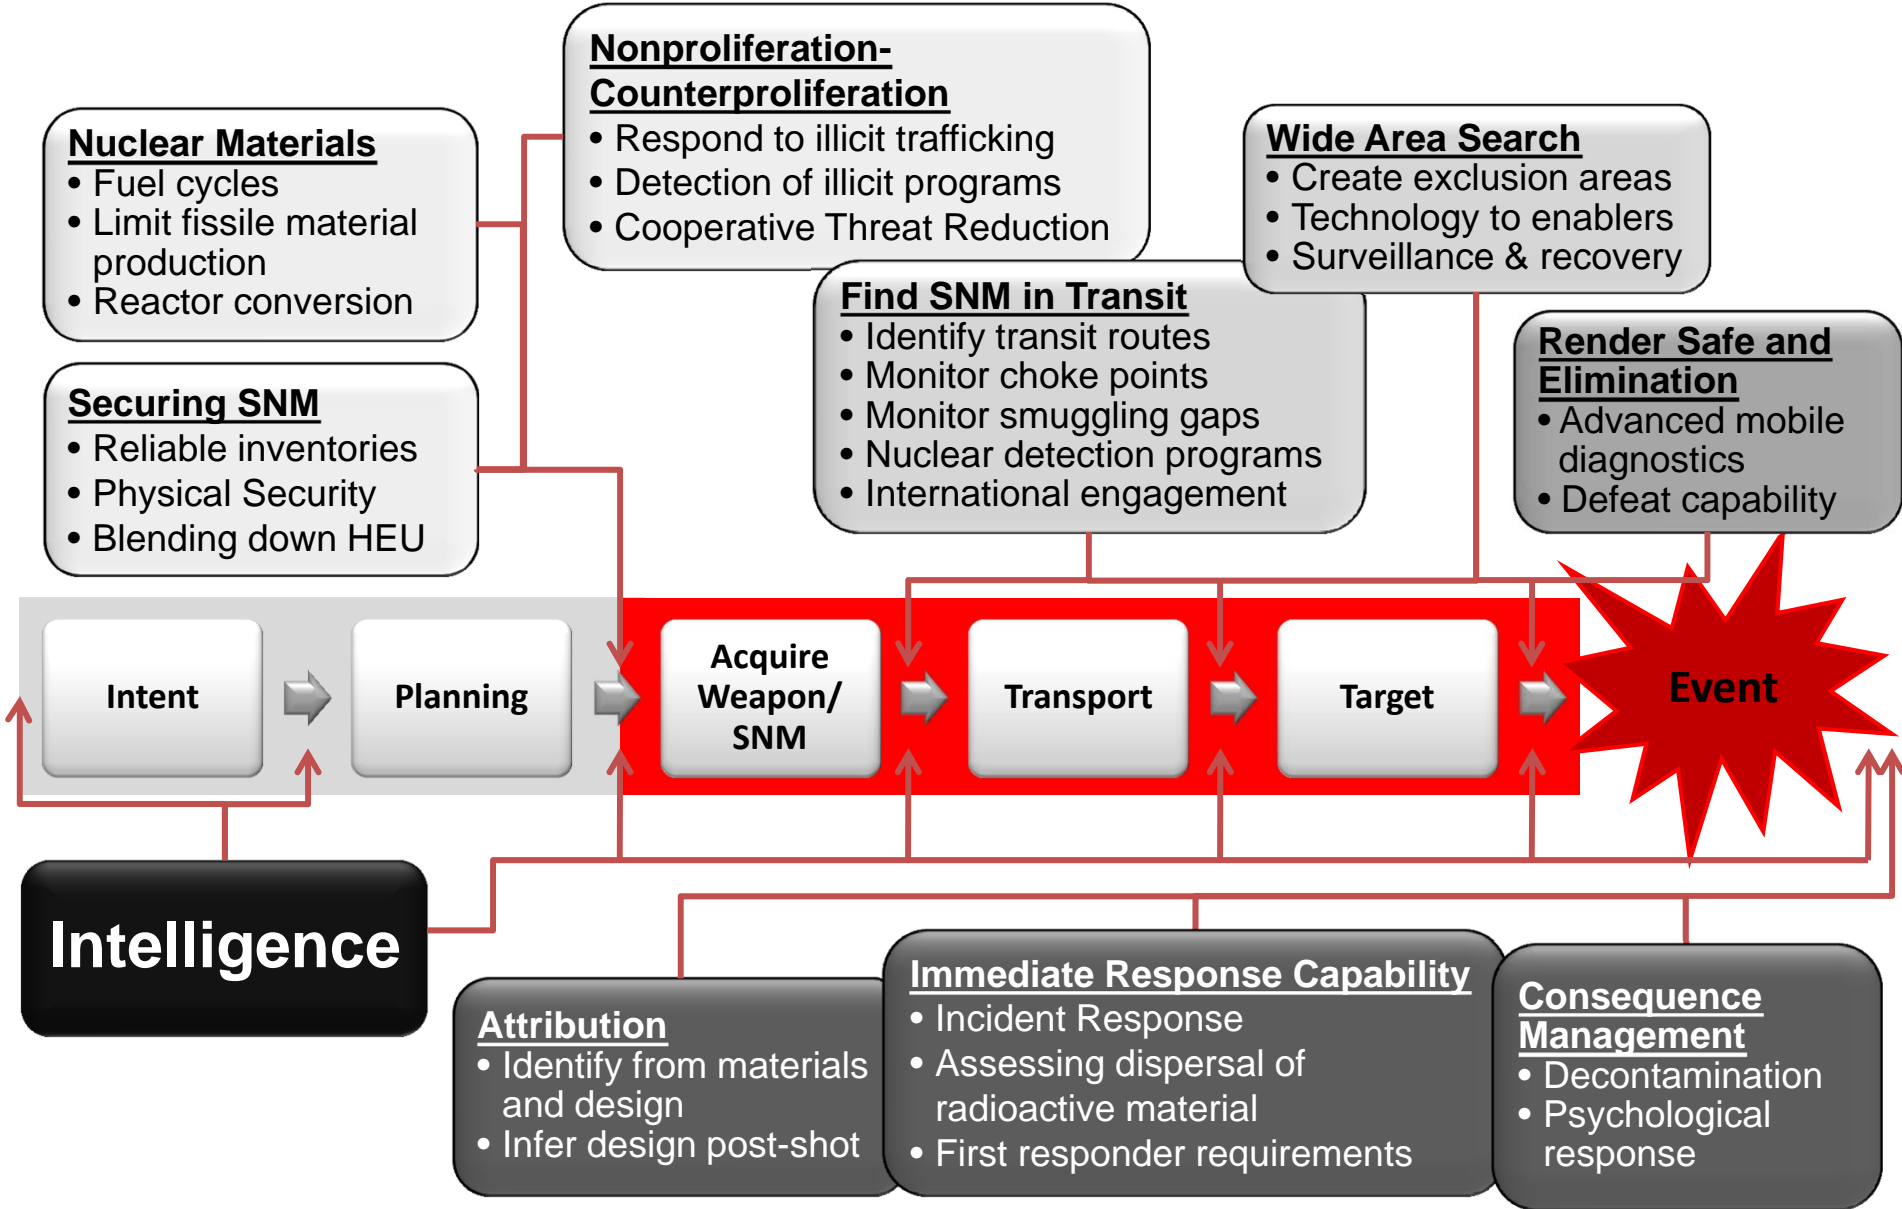 Nonproliferation-
Counterproliferation
• Respond to illicit trafficking
• Detection of illicit programs
• Cooperative Threat Reduction
Nuclear Materials
• Fuel cycles
• Limit fissile material
production
• Reactor conversion
Wide Area Search
• Create exclusion areas
• Technology to enablers
• Surveillance & recovery
Find SNM in Transit
• Identify transit routes
• Monitor choke points
• Monitor smuggling gaps
• Nuclear detection programs
• International engagement
Render Safe and
Elimination
• Advanced mobile
diagnostics
• Defeat capability
Securing SNM
• Reliable inventories
• Physical Security
• Blending down HEU
Intent
Planning
Acquire
Weapon/
SNM
Transport
Target
Event
Intelligence
Attribution
• Identify from materials
and design
• Infer design post-shot
Immediate Response Capability
• Incident Response
• Assessing dispersal of
radioactive material
• First responder requirements
Consequence
Management
• Decontamination
• Psychological
response